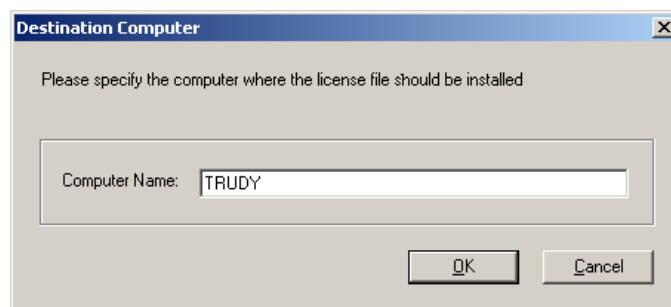 Destination Computer
Please specify the computer where the license file should be installed
Computer Name: TRUDY
OK Cancel